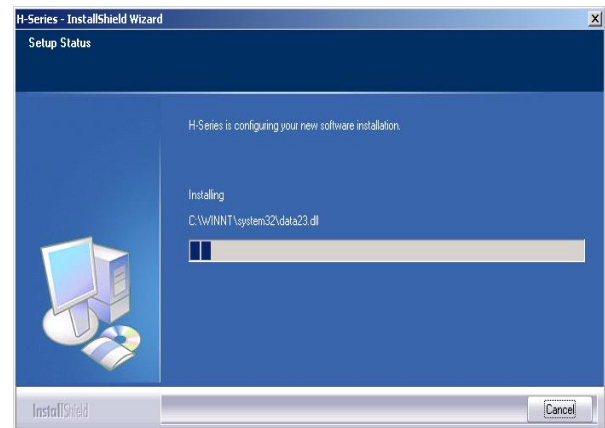 H-Series - InstallShield Wizard
Setup Status
H-Series is configuring your new software installation.
Installing
C:\WINNT\system32\data23.dll
InstallShield
Cancel